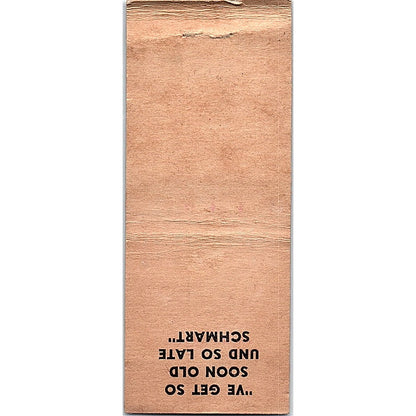 "VE GET SO
SOON OLD
UND SO LATE
SCHMART"